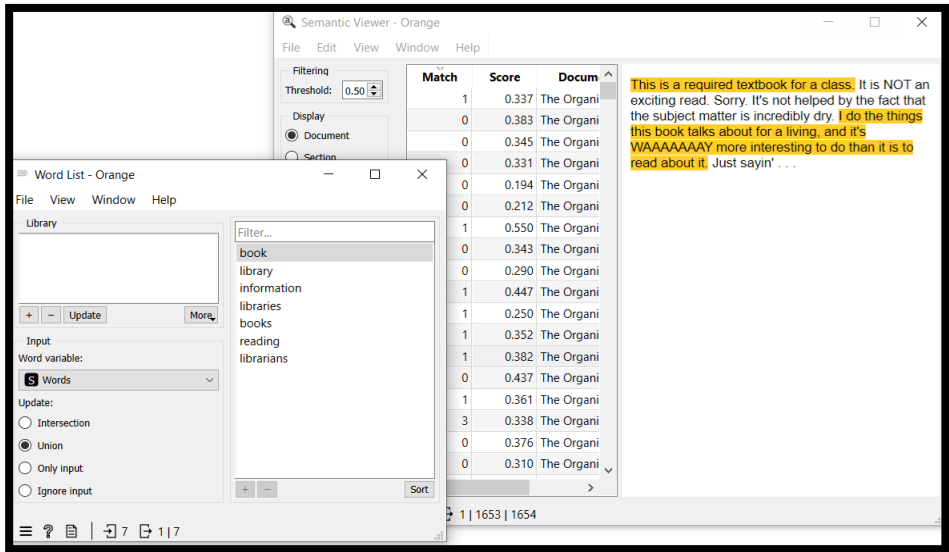 Semantic Viewer - Orange
File Edit View Window Help
Filtering
Threshold: 0.50
Display
Document
Section
Match Score Docum
1 0.337 The Organi
0 0.383 The Organi
0 0.345 The Organi
0 0.331 The Organi
0 0.194 The Organi
0 0.212 The Organi
1 0.550 The Organi
0 0.343 The Organi
0 0.290 The Organi
1 0.447 The Organi
1 0.250 The Organi
1 0.352 The Organi
1 0.382 The Organi
0 0.437 The Organi
1 0.361 The Organi
3 0.338 The Organi
0 0.376 The Organi
0 0.310 The Organi
1 | 1653 | 1654
This is a required textbook for a class. It is NOT an
exciting read. Sorry. It's not helped by the fact that
the subject matter is incredibly dry. I do the things
this book talks about for a living, and it's
WAAAAAAAY more interesting to do than it is to
read about it. Just sayin' . . .
Word List - Orange
File View Window Help
Library
+ − Update More
Input
Word variable:
S Words
Update:
Intersection
Union
Only input
Ignore input
Filter...
book
library
information
libraries
books
reading
librarians
+ − Sort
? 7 1|7